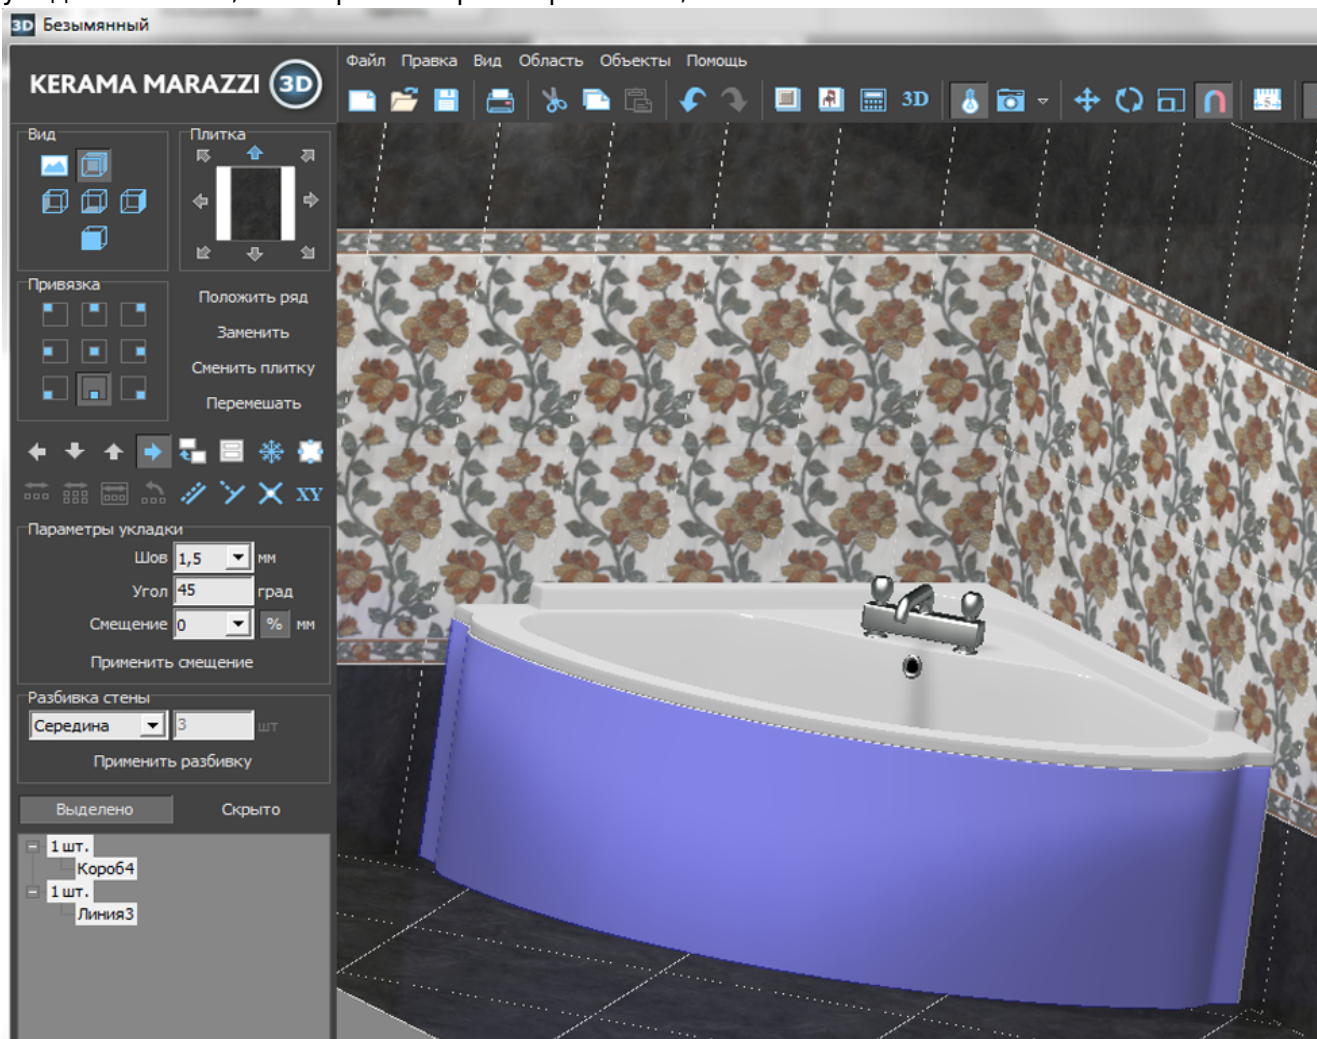 3D Безымянный
KERAMA MARAZZI 3D
Файл Правка Вид Область Объекты Помощь
3D
5
Вид
Плитка
Привязка
Положить ряд
Заменить
Сменить плитку
Перемешать
XY
Параметры укладки
Шов 1,5 мм
Угол 45 град
Смещение 0 % мм
Применить смещение
Разбивка стены
Середина 3 шт
Применить разбивку
Выделено Скрыто
1 шт.
Короб4
1 шт.
Линия3